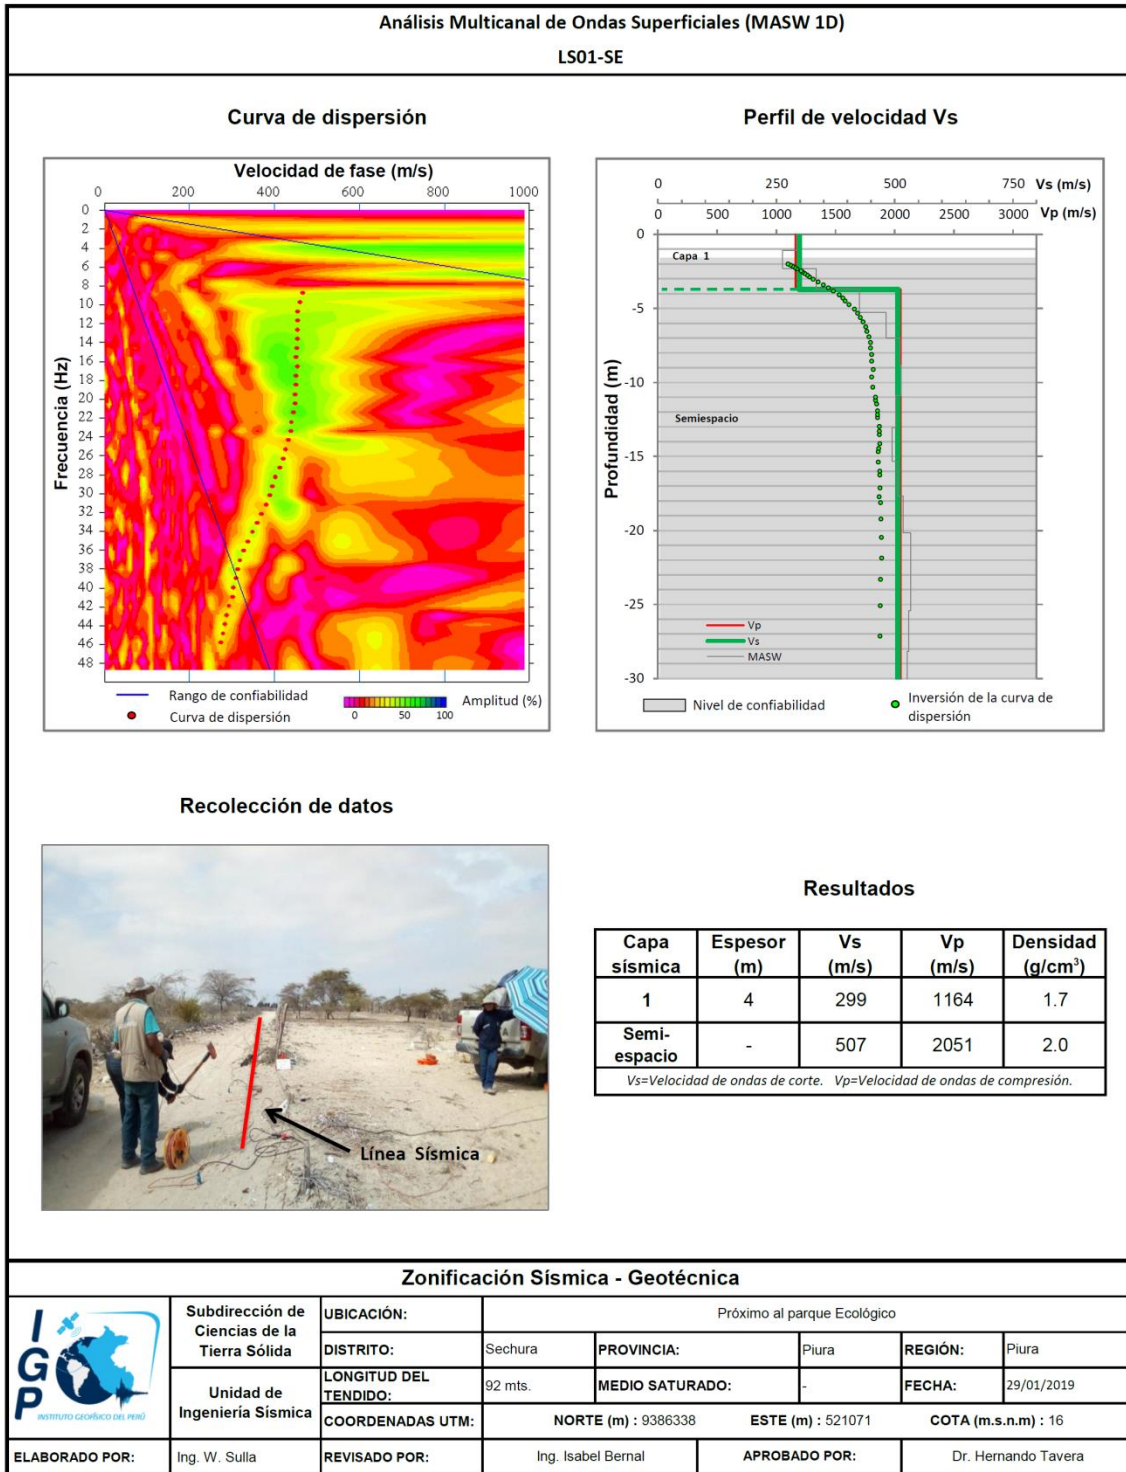 Análisis Multicanal de Ondas Superficiales (MASW 1D)
LS01-SE
Curva de dispersión
Velocidad de fase (m/s)
0 200 400 600 800 1000
Frecuencia (Hz)
0
2
4
6
8
10
12
14
16
18
20
22
24
26
28
30
32
34
36
38
40
42
44
46
48
Rango de confiabilidad
Curva de dispersión
Amplitud (%)
0 50 100
Perfil de velocidad Vs
0 250 500 750 Vs (m/s)
0 500 1000 1500 2000 2500 3000 Vp (m/s)
Profundidad (m)
0
-5
-10
-15
-20
-25
-30
Capa 1
Semiespacio
Vp
Vs
MASW
Nivel de confiabilidad
Inversión de la curva de
dispersión
Recolección de datos
Línea Sísmica
Resultados
Capa sísmica Espesor (m) Vs (m/s) Vp (m/s) Densidad (g/cm³)
1 4 299 1164 1.7
Semi-espacio - 507 2051 2.0
Vs=Velocidad de ondas de corte. Vp=Velocidad de ondas de compresión.
Zonificación Sísmica - Geotécnica
IGP
INSTITUTO GEOFÍSICO DEL PERÚ
Subdirección de
Ciencias de la
Tierra Sólida
Unidad de
Ingeniería Sísmica
UBICACIÓN: Próximo al parque Ecológico
DISTRITO: Sechura PROVINCIA: Piura REGIÓN: Piura
LONGITUD DEL
TENDIDO: 92 mts. MEDIO SATURADO: - FECHA: 29/01/2019
COORDENADAS UTM: NORTE (m) : 9386338 ESTE (m) : 521071 COTA (m.s.n.m) : 16
ELABORADO POR: Ing. W. Sulla REVISADO POR: Ing. Isabel Bernal APROBADO POR: Dr. Hernando Tavera